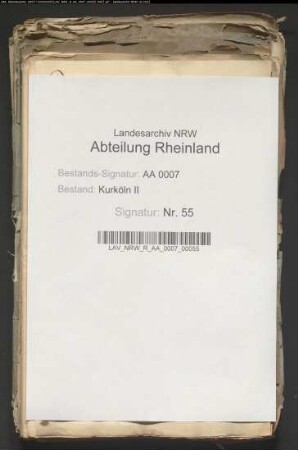 Landesarchiv NRW
Abteilung Rheinland
Bestands-Signatur: AA 0007
Bestand: Kurköln II
Signatur: Nr. 55
LAV_NRW_R_AA_0007_00055